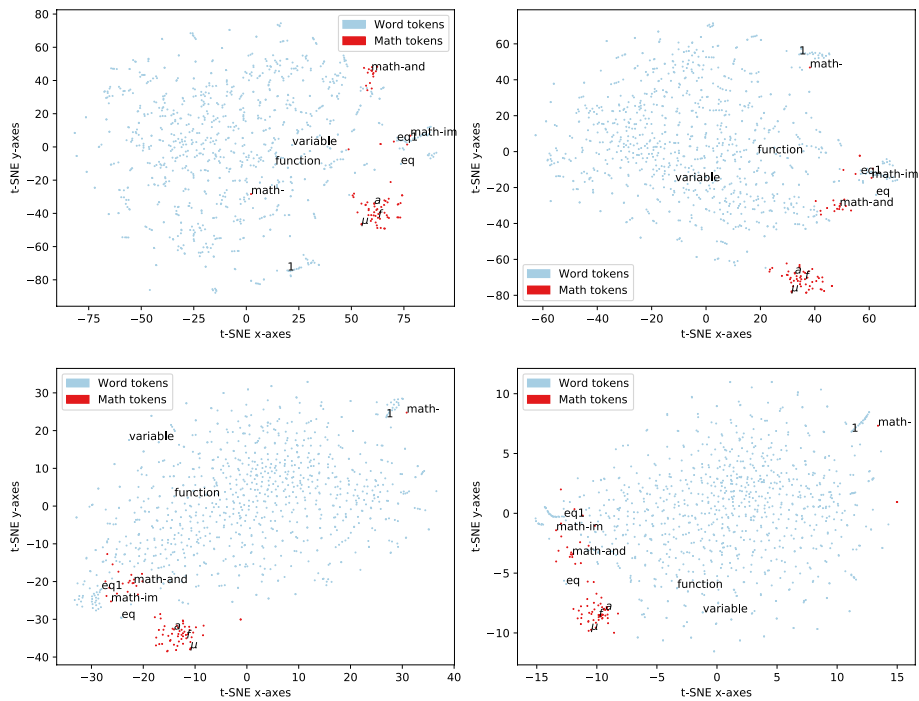 80
60
40
20
0
−20
−40
−60
−80
t-SNE y-axes
−75
−50
−25
0
25
50
75
t-SNE x-axes
Word tokens
Math tokens
math-and
math-im
eq1
variable
eq
function
math-
a
f
μ
1
60
40
20
0
−20
−40
−60
−80
t-SNE y-axes
−60
−40
−20
0
20
40
60
t-SNE x-axes
Word tokens
Math tokens
1
math-
function
eq1
math-im
variable
eq
math-and
a
f
μ
30
20
10
0
−10
−20
−30
−40
t-SNE y-axes
−30
−20
−10
0
10
20
30
40
t-SNE x-axes
Word tokens
Math tokens
1
math-
variable
function
math-and
eq1
math-im
eq
a
f
μ
10
5
0
−5
−10
t-SNE y-axes
−15
−10
−5
0
5
10
15
t-SNE x-axes
Word tokens
Math tokens
math-
1
eq1
math-im
math-and
eq
function
variable
a
f
μ